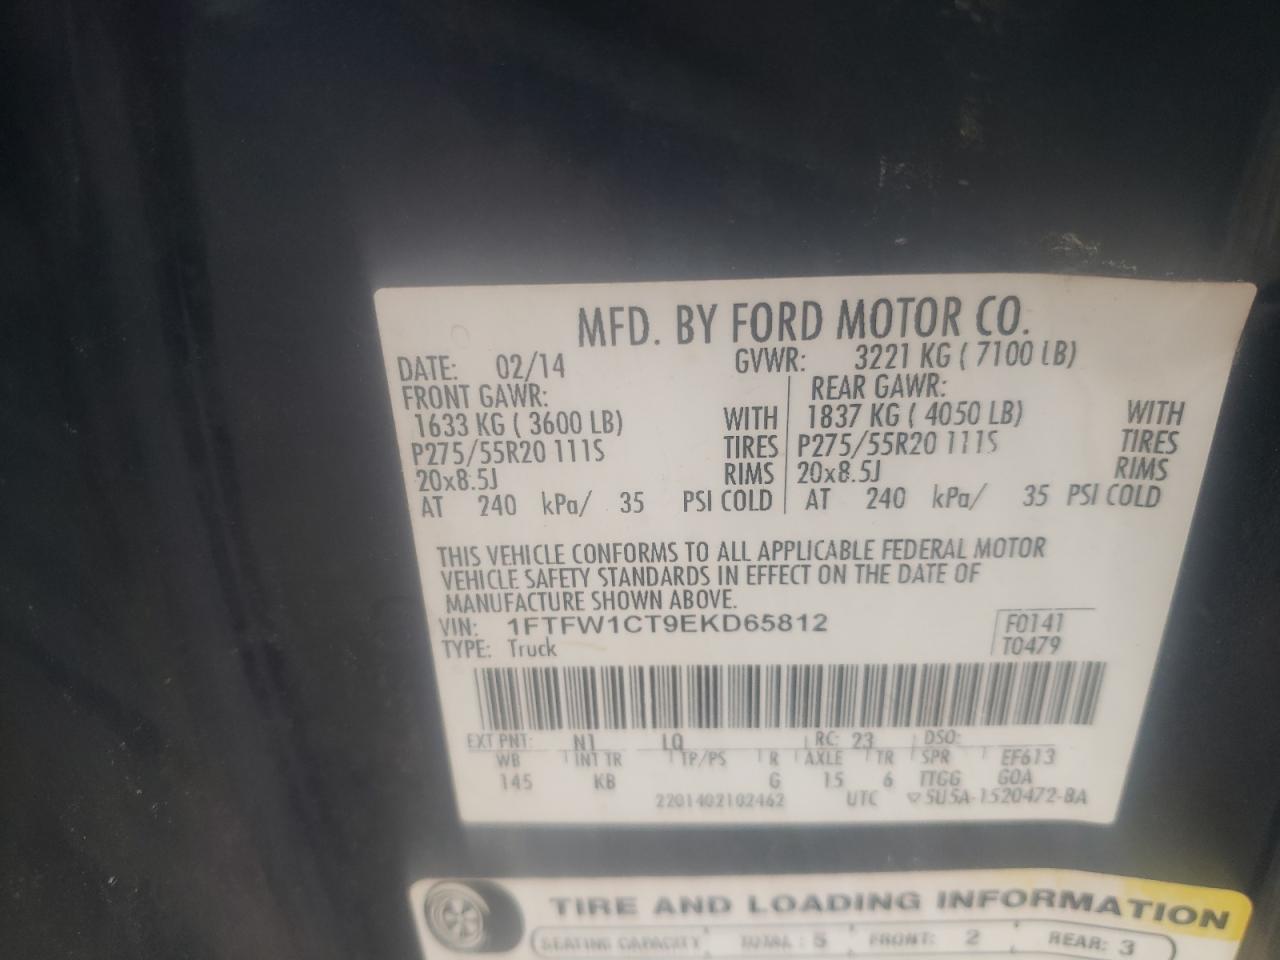 MFD. BY FORD MOTOR CO.
DATE: 02/14 GVWR: 3221 KG ( 7100 LB)
FRONT GAWR: REAR GAWR:
1633 KG ( 3600 LB) WITH 1837 KG ( 4050 LB) WITH
P275/55R20 111S TIRES P275/55R20 111S TIRES
20x8.5J RIMS 20x8.5J RIMS
AT 240 kPa/ 35 PSI COLD AT 240 kPa/ 35 PSI COLD
THIS VEHICLE CONFORMS TO ALL APPLICABLE FEDERAL MOTOR
VEHICLE SAFETY STANDARDS IN EFFECT ON THE DATE OF
MANUFACTURE SHOWN ABOVE.
VIN: 1FTFW1CT9EKD65812 F0141
TYPE: Truck T0479
EXT PNT: N1 LQ RC: 23 DSO:
WB INT TR TP/PS R AXLE TR SPR EF613
145 KB G 15 6 TTGG GOA
2201402102462 UTC ▽SU5A-1520472-BA
TIRE AND LOADING INFORMATION
SEATING CAPACITY TOTAL : 5 FRONT: 2 REAR: 3